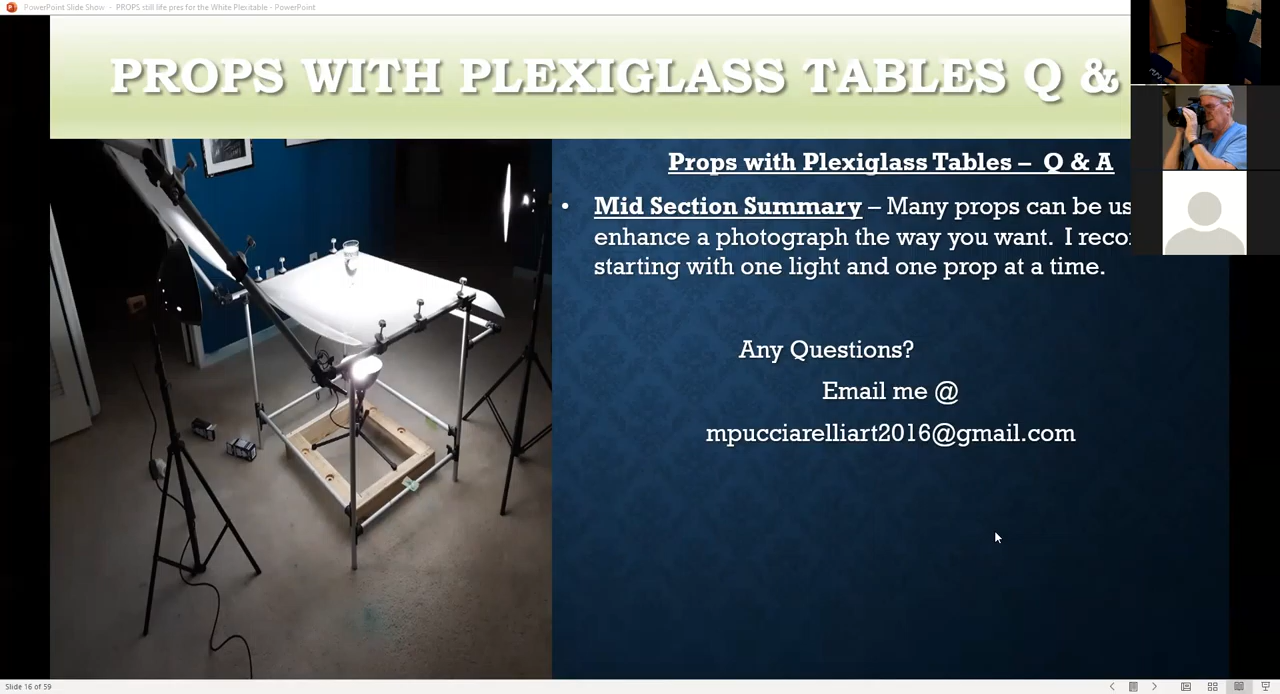 PowerPoint Slide Show - PROPS still life pres for the White Plexitable - PowerPoint
PROPS WITH PLEXIGLASS TABLES Q &
Props with Plexiglass Tables – Q & A
• Mid Section Summary – Many props can be us
enhance a photograph the way you want. I reco
starting with one light and one prop at a time.
Any Questions?
Email me @
mpucciarelliart2016@gmail.com
Slide 16 of 59